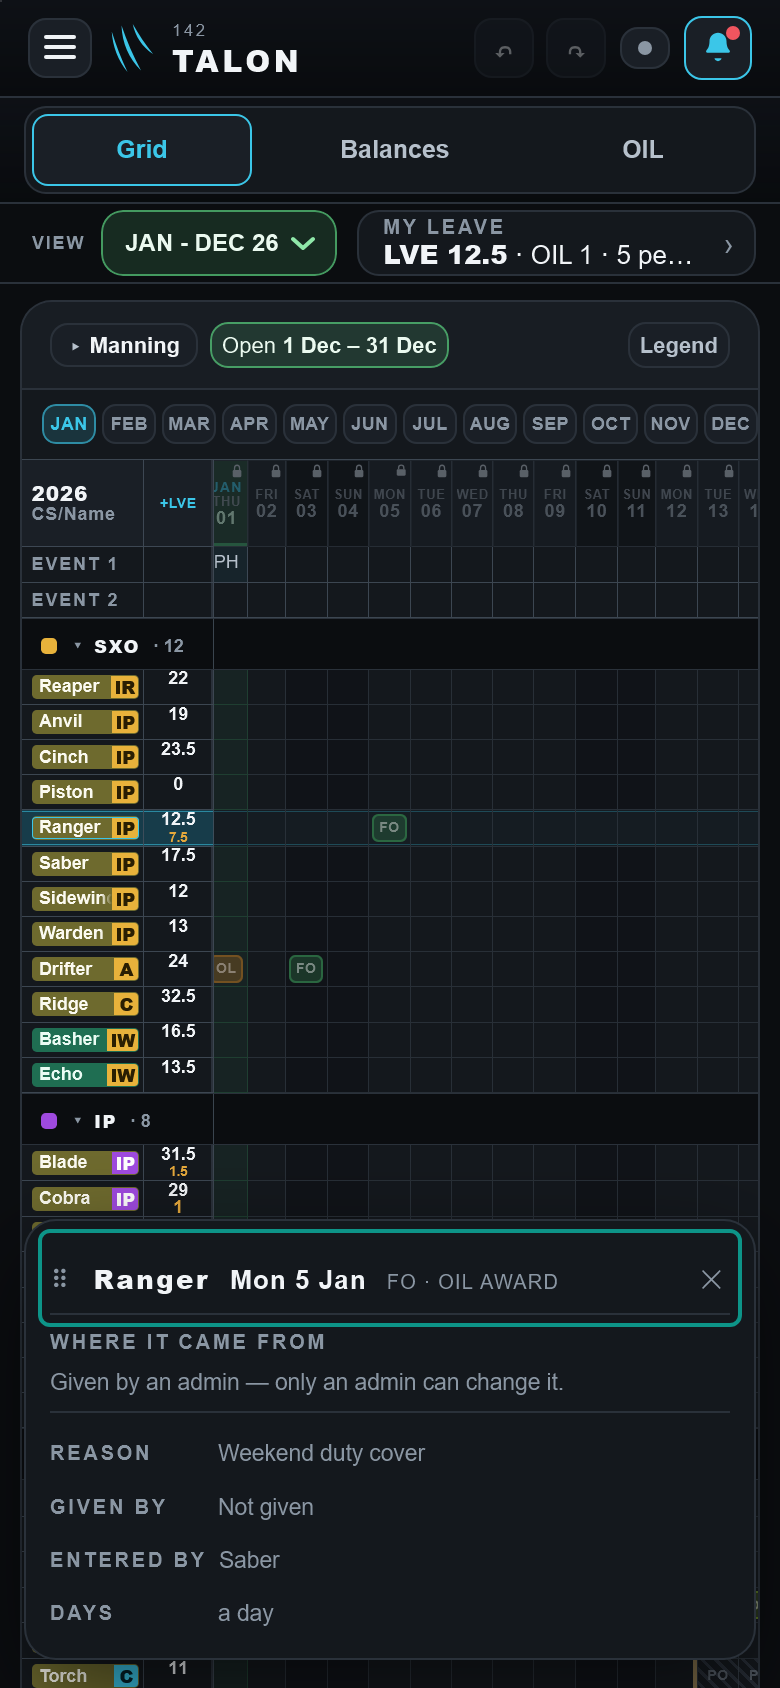 142
TALON
Grid Balances OIL
VIEW JAN - DEC 26
MY LEAVE
LVE 12.5 · OIL 1 · 5 pe… ›
▸ Manning Open 1 Dec – 31 Dec Legend
JAN FEB MAR APR MAY JUN JUL AUG SEP OCT NOV DEC
2026
CS/Name
+LVE
JAN
THU FRI SAT SUN MON TUE WED THU FRI SAT SUN MON TUE W
01 02 03 04 05 06 07 08 09 10 11 12 13 1
EVENT 1 PH
EVENT 2
▾ SXO · 12
Reaper IR 22
Anvil IP 19
Cinch IP 23.5
Piston IP 0
Ranger IP 12.5 FO
7.5
Saber IP 17.5
Sidewin IP 12
Warden IP 13
Drifter A 24 OL FO
Ridge C 32.5
Basher IW 16.5
Echo IW 13.5
▾ IP · 8
Blade IP 31.5
1.5
Cobra IP 29
1
Ranger Mon 5 Jan FO · OIL AWARD
WHERE IT CAME FROM
Given by an admin — only an admin can change it.
REASON Weekend duty cover
GIVEN BY Not given
ENTERED BY Saber
DAYS a day
Torch C 11 PO P